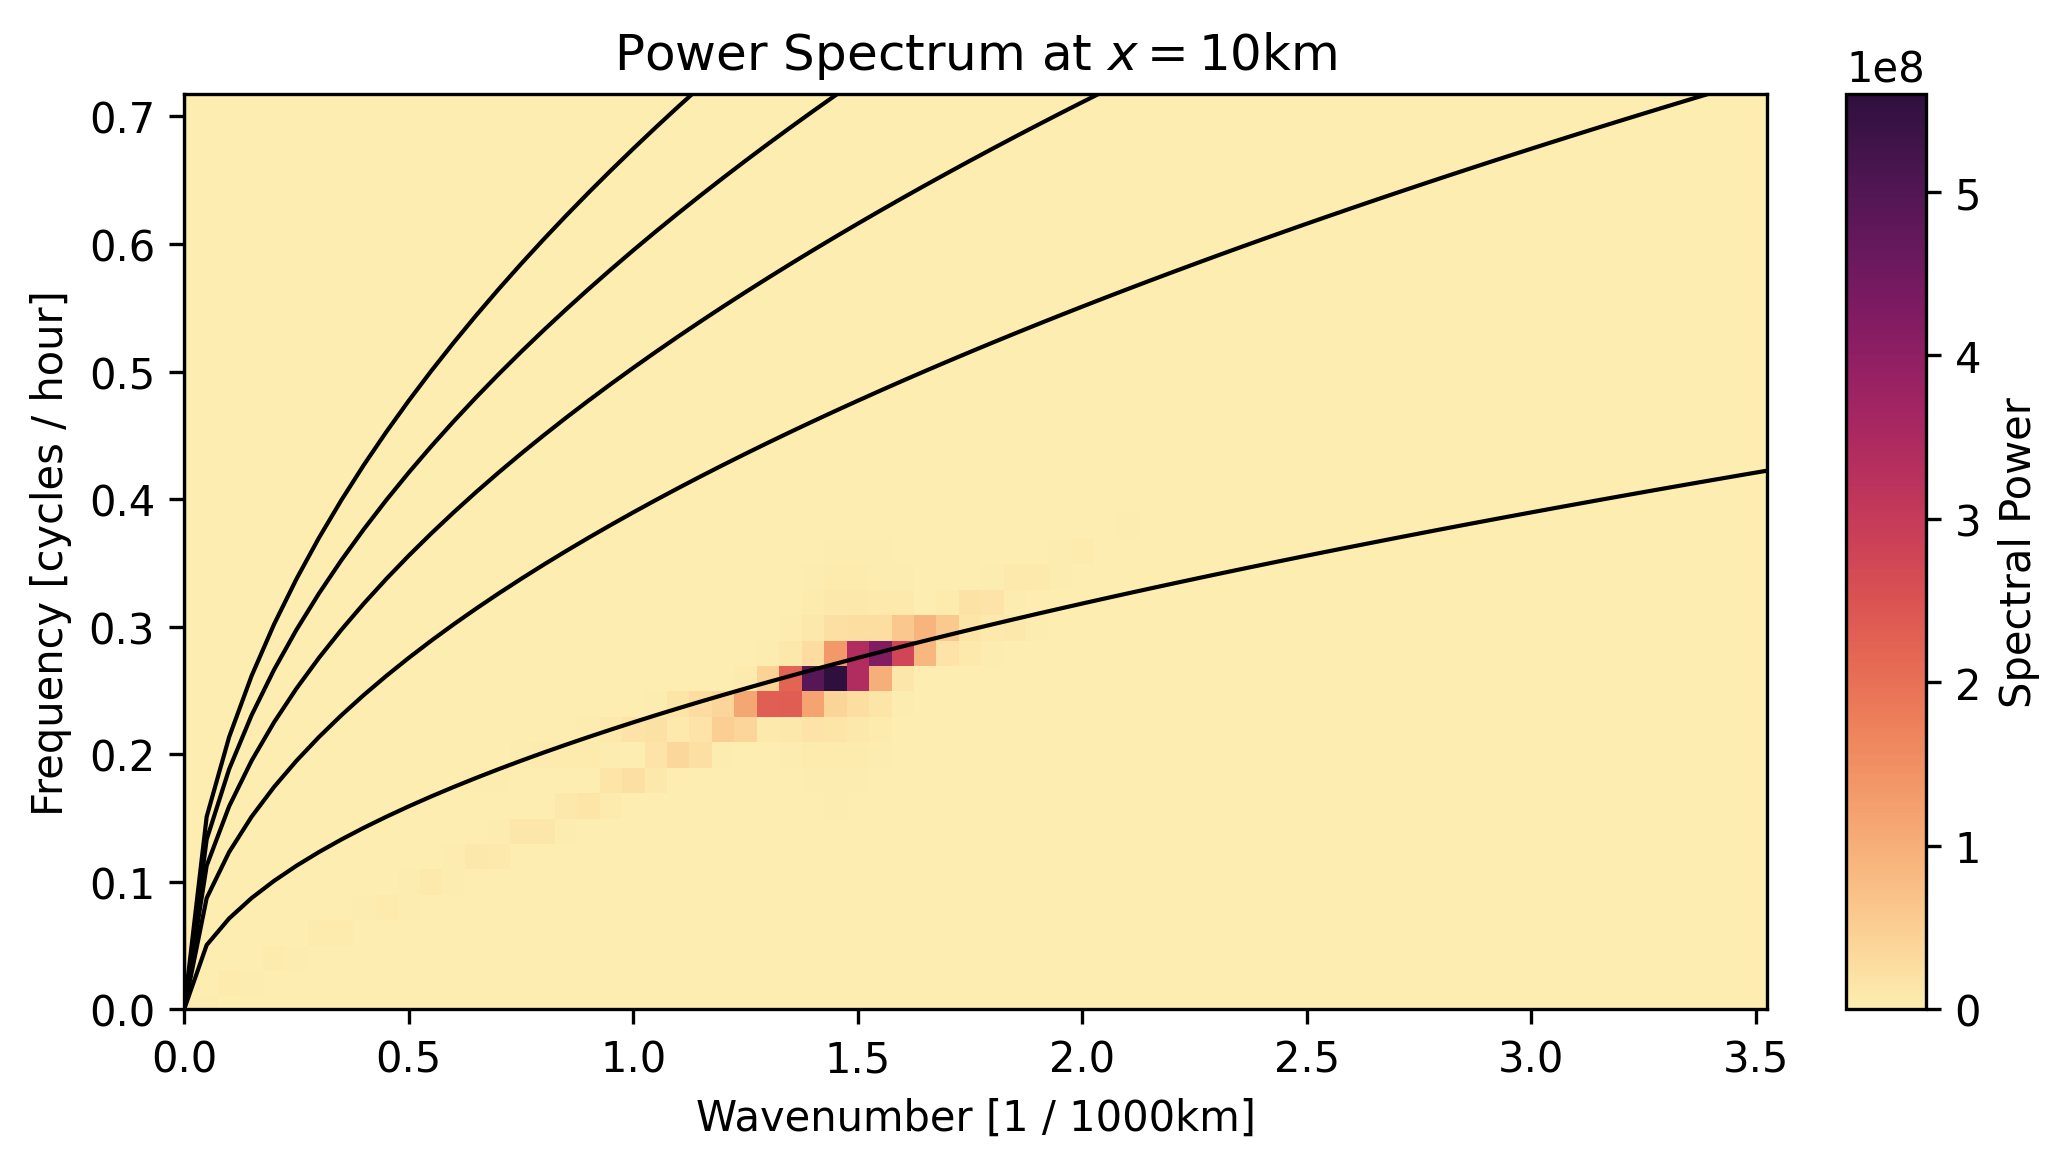 Power Spectrum at x = 10km
1e8
0.7
0.6
0.5
0.4
0.3
0.2
0.1
0.0
Frequency [cycles / hour]
0.0 0.5 1.0 1.5 2.0 2.5 3.0 3.5
Wavenumber [1 / 1000km]
5
4
3
2
1
0
Spectral Power